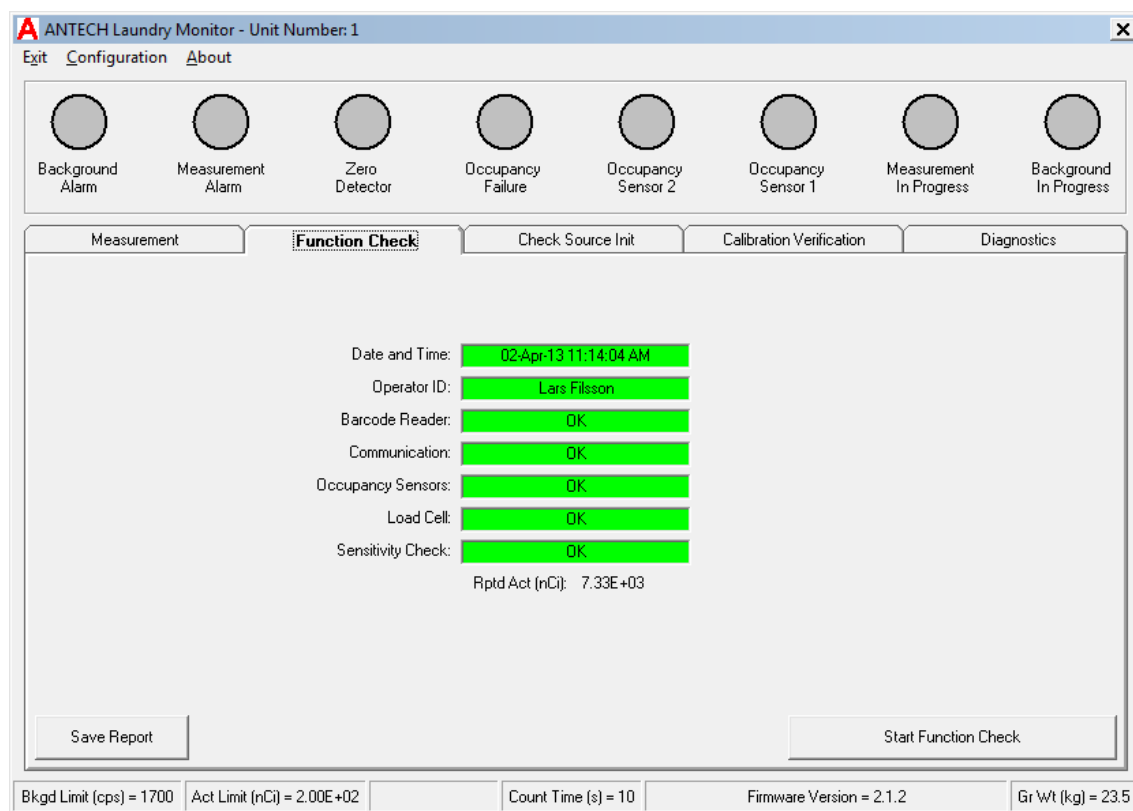 A ANTECH Laundry Monitor - Unit Number: 1
Exit Configuration About
Background Alarm
Measurement Alarm
Zero Detector
Occupancy Failure
Occupancy Sensor 2
Occupancy Sensor 1
Measurement In Progress
Background In Progress
Measurement Function Check Check Source Init Calibration Verification Diagnostics
Date and Time: 02-Apr-13 11:14:04 AM
Operator ID: Lars Filsson
Barcode Reader: OK
Communication: OK
Occupancy Sensors: OK
Load Cell: OK
Sensitivity Check: OK
Rptd Act (nCi): 7.33E+03
Save Report Start Function Check
Bkgd Limit (cps) = 1700 Act Limit (nCi) = 2.00E+02 Count Time (s) = 10 Firmware Version = 2.1.2 Gr Wt (kg) = 23.5